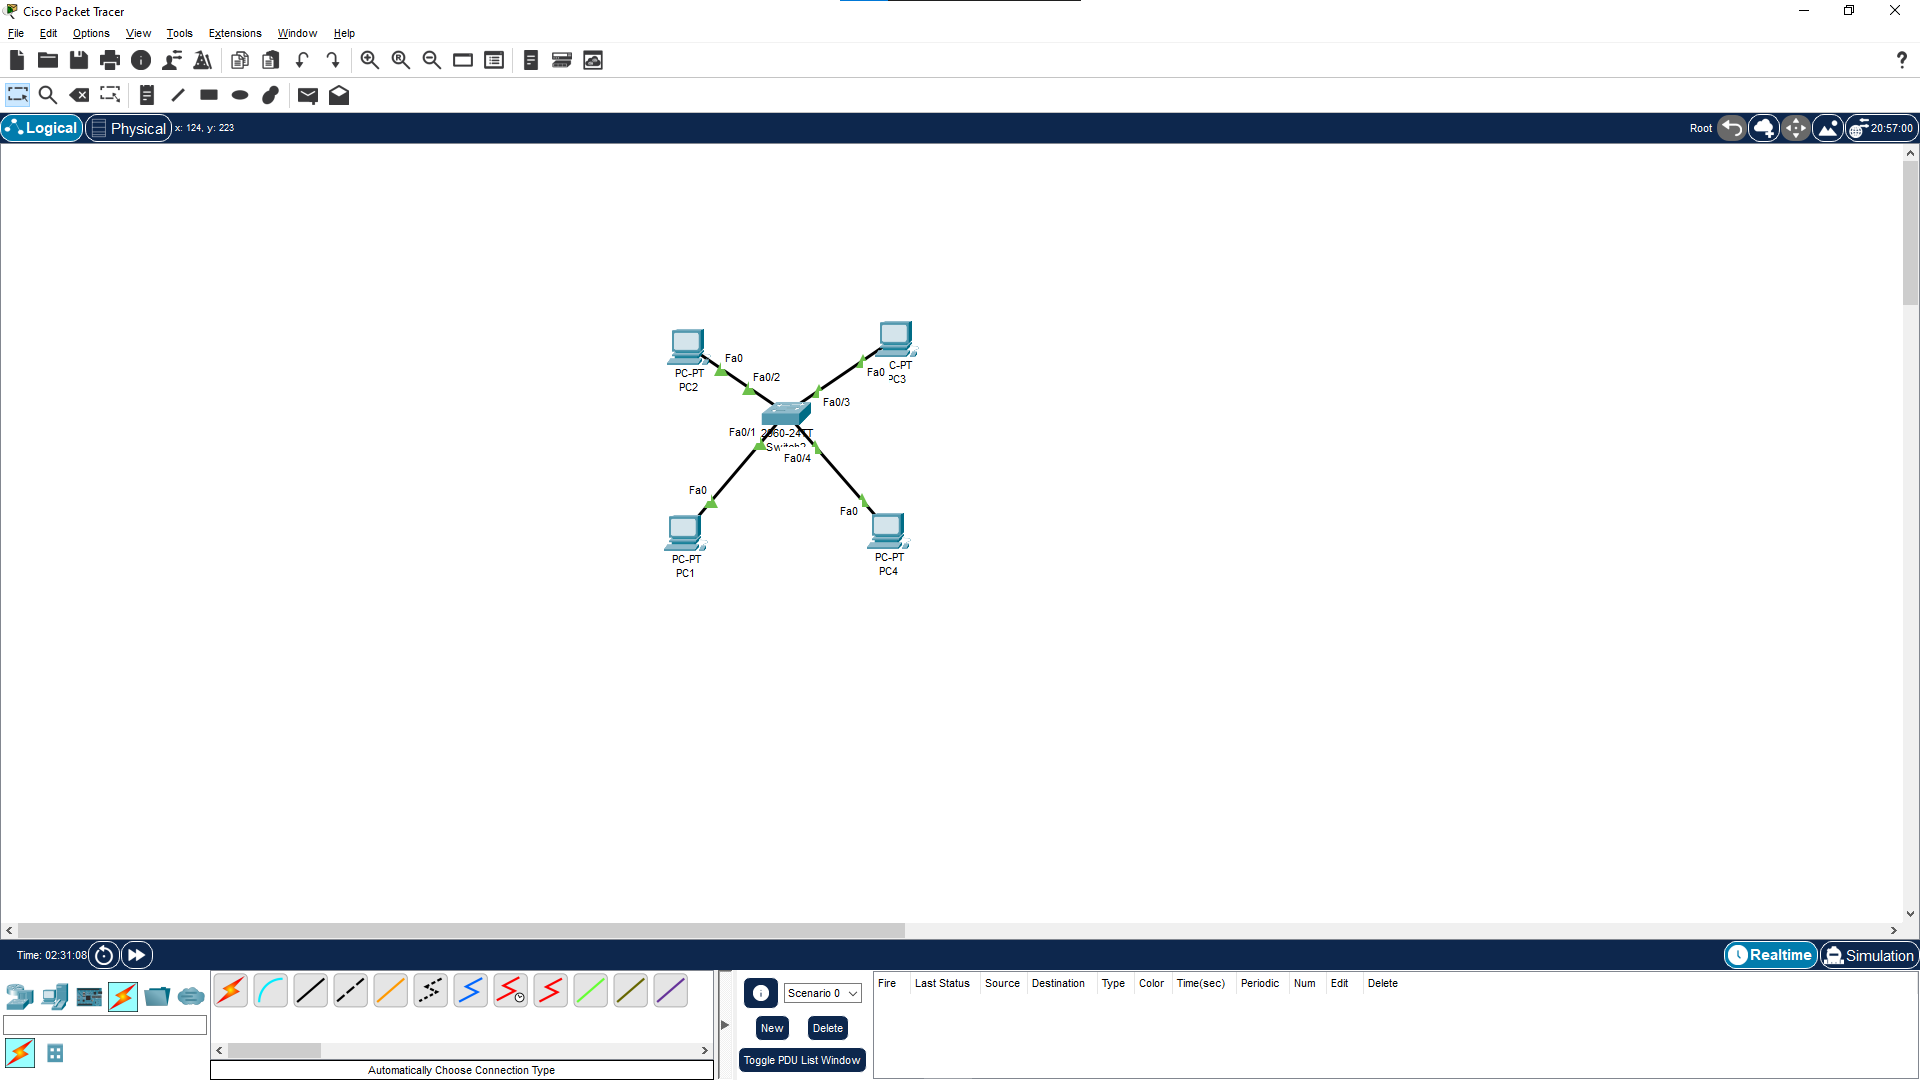 Cisco Packet Tracer
File Edit Options View Tools Extensions Window Help
Logical Physical x: 124, y: 223 Root 20:57:00
Fa0
PC-PT
PC2
Fa0/2
Fa0 C-PT
PC3
Fa0/3
Fa0/1 2960-24TT
Switch2
Fa0/4
Fa0
PC-PT
PC1
Fa0
PC-PT
PC4
Time: 02:31:08 Realtime Simulation
Scenario 0
New Delete
Toggle PDU List Window
Fire Last Status Source Destination Type Color Time(sec) Periodic Num Edit Delete
Automatically Choose Connection Type